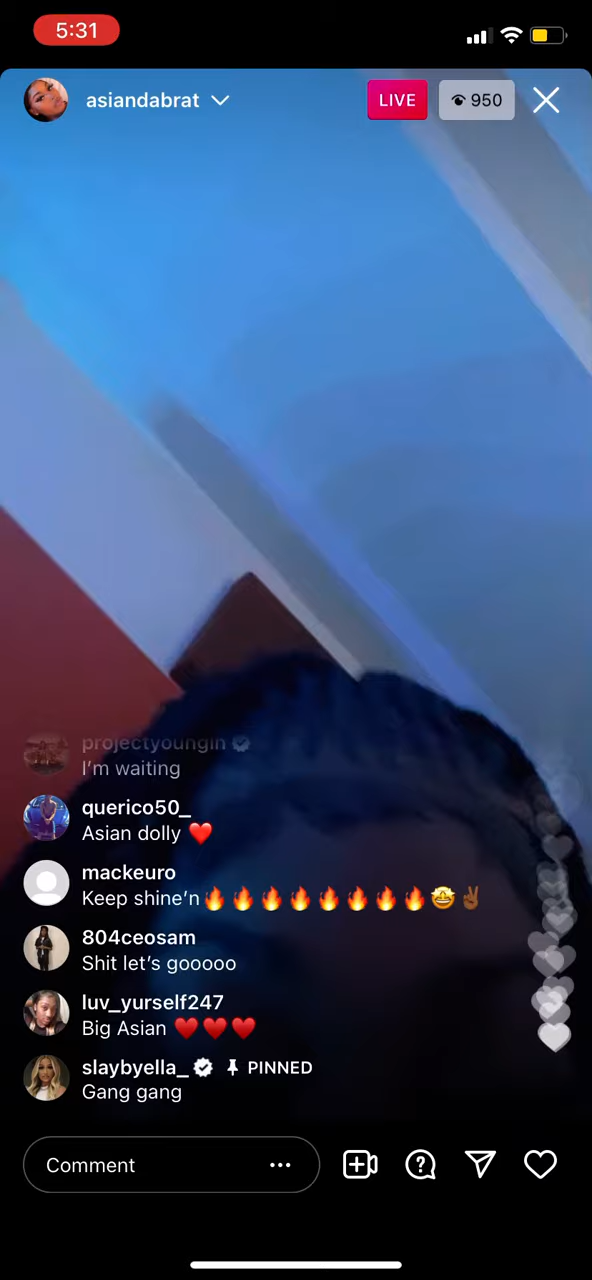 5:31
asiandabrat
LIVE
950
projectyoungin
I'm waiting
querico50_
Asian dolly ❤️
mackeuro
Keep shine'n🔥🔥🔥🔥🔥🔥🔥🔥🤩✌🏾
804ceosam
Shit let's gooooo
luv_yurself247
Big Asian ❤️❤️❤️
slaybyella_ PINNED
Gang gang
Comment